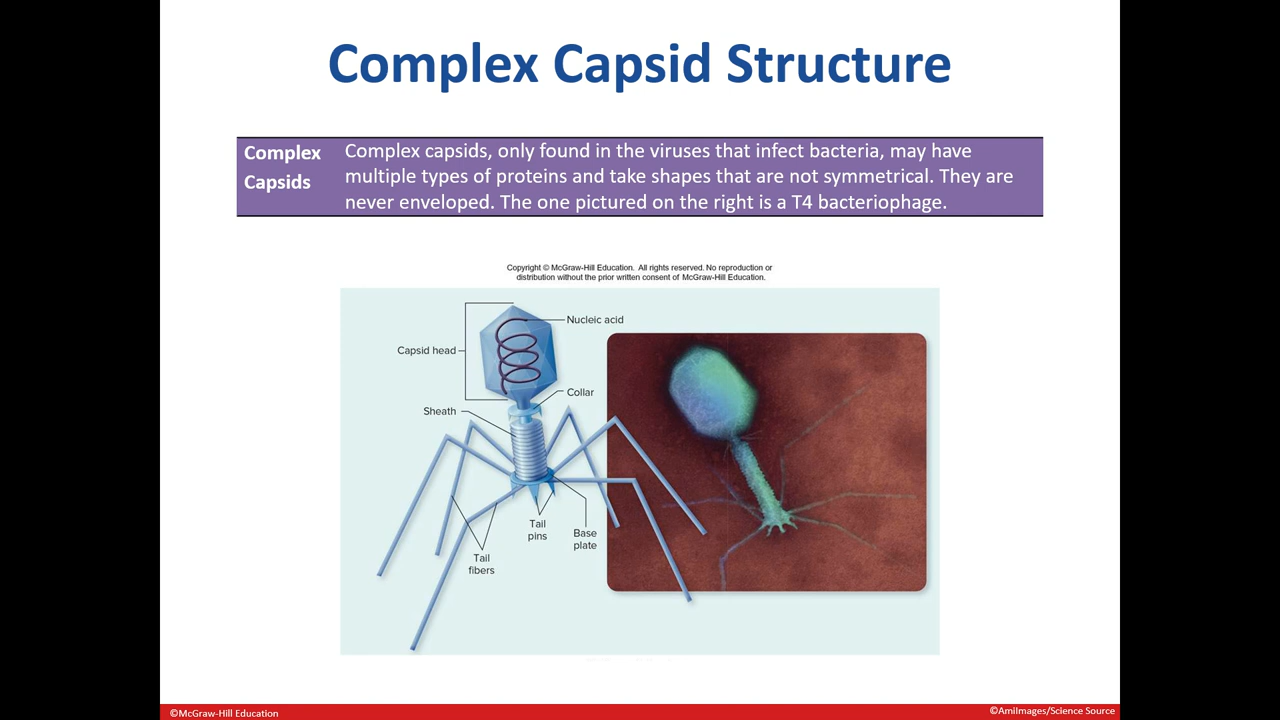 Complex Capsid Structure
Complex
Capsids
Complex capsids, only found in the viruses that infect bacteria, may have
multiple types of proteins and take shapes that are not symmetrical. They are
never enveloped. The one pictured on the right is a T4 bacteriophage.
Copyright © McGraw-Hill Education. All rights reserved. No reproduction or
distribution without the prior written consent of McGraw-Hill Education.
Nucleic acid
Capsid head
Collar
Sheath
Tail
pins
Base
plate
Tail
fibers
©McGraw-Hill Education
©AmiImages/Science Source